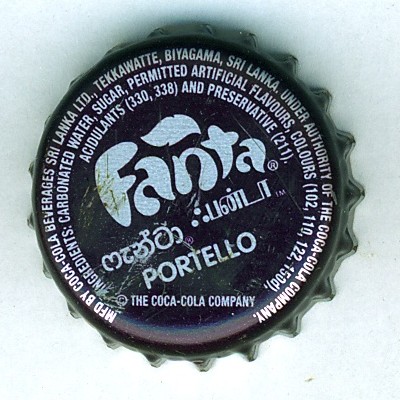 MFD BY COCA-COLA BEVERAGES SRI LANKA LTD., TEKKAWATTE, BIYAGAMA, SRI LANKA. UNDER AUTHORITY OF THE COCA-COLA COMPANY.
INGREDIENTS: CARBONATED WATER, SUGAR, PERMITTED ARTIFICIAL FLAVOURS, COLOURS (102, 110, 122, 150d),
ACIDULANTS (330, 338) AND PRESERVATIVE (211).
Fanta®
ෆැන්ටා® ஃபன்டா™
PORTELLO
© THE COCA-COLA COMPANY